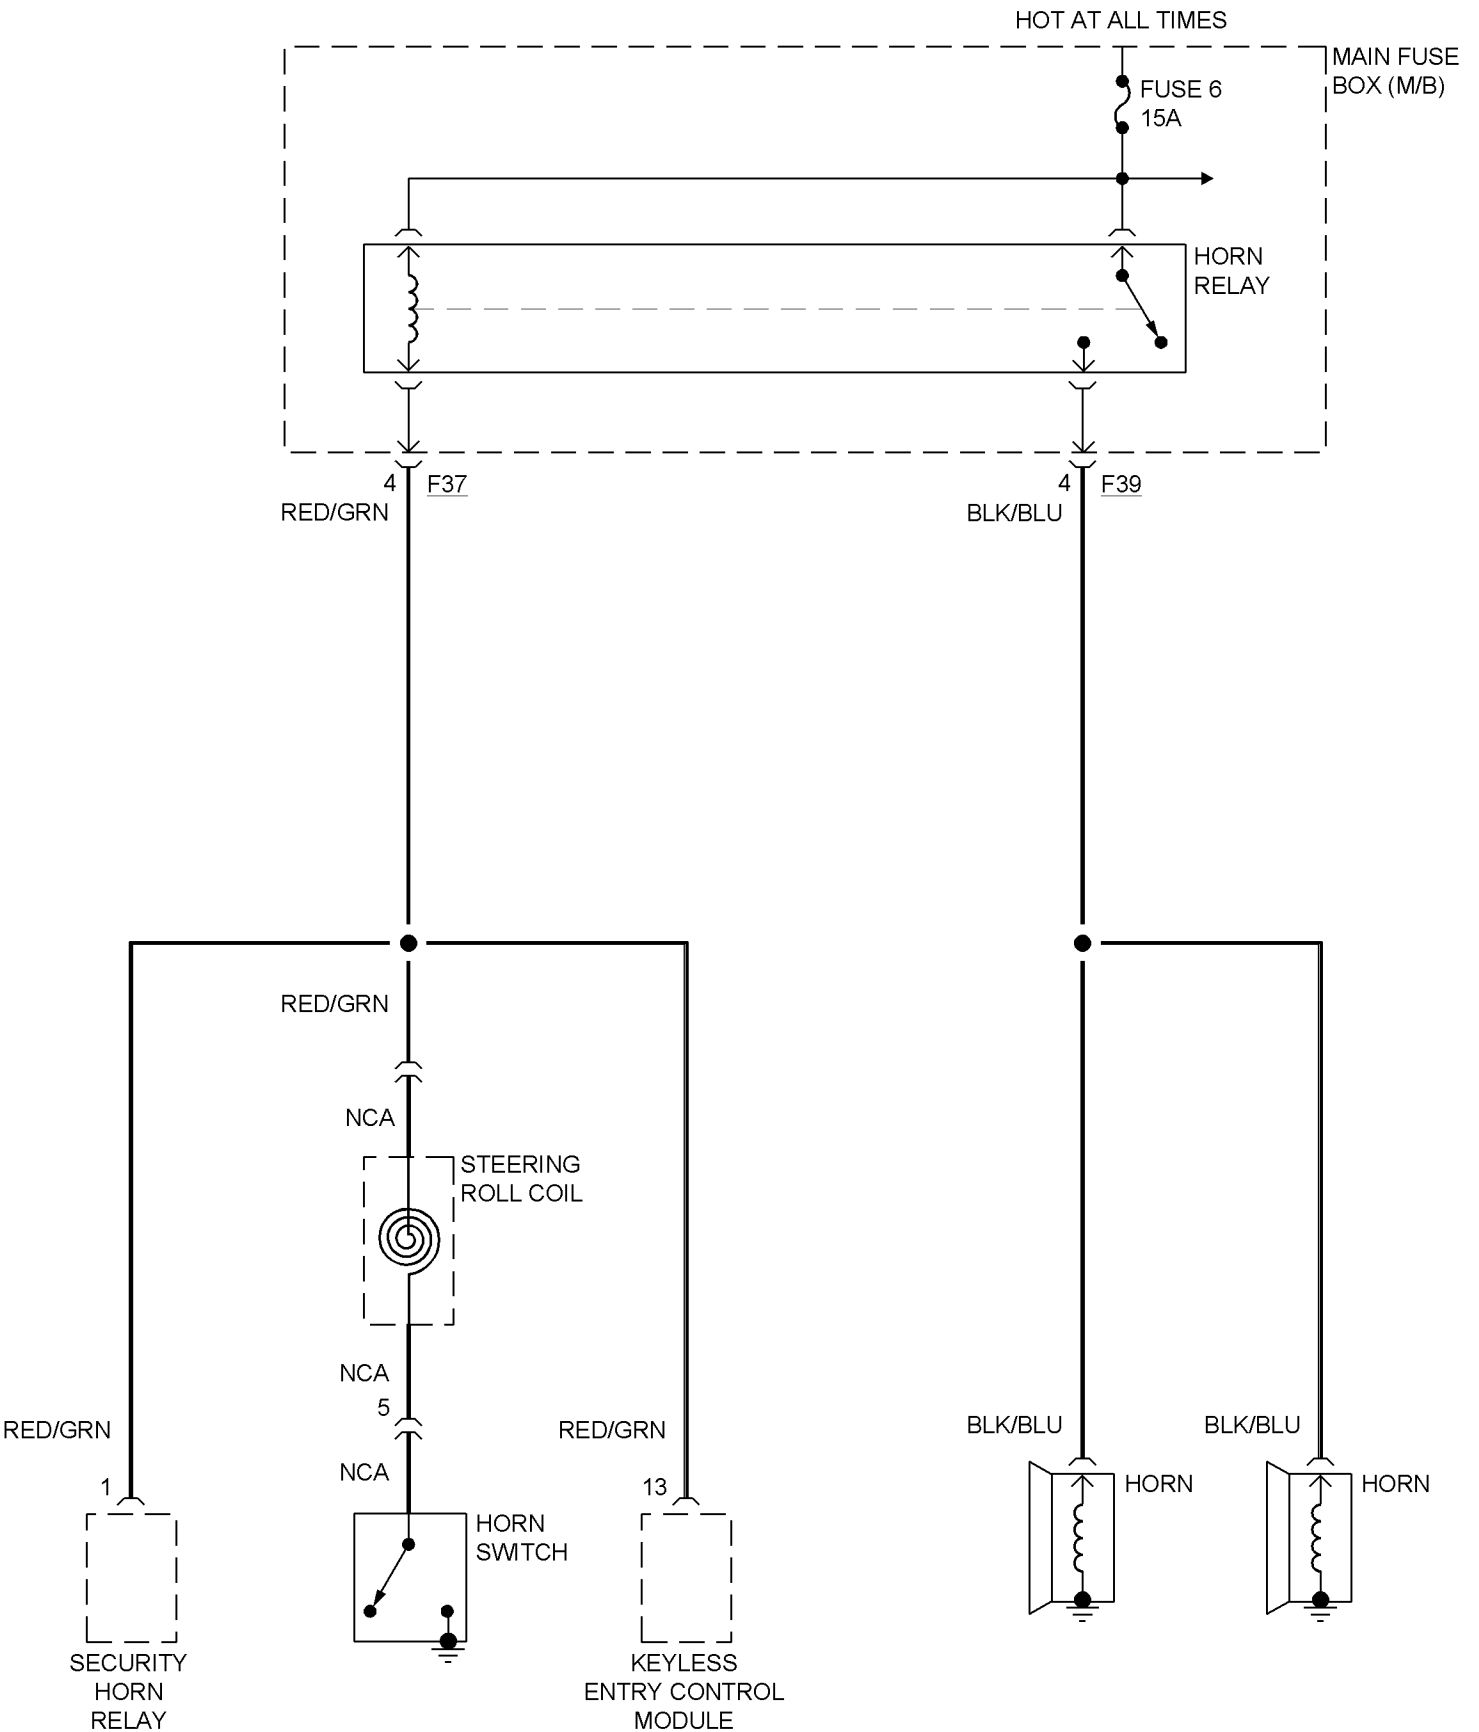 HOT AT ALL TIMES
MAIN FUSE
BOX (M/B)
FUSE 6
15A
HORN
RELAY
4 F37
RED/GRN
4 F39
BLK/BLU
RED/GRN
NCA
STEERING
ROLL COIL
NCA
5
RED/GRN
RED/GRN
BLK/BLU
BLK/BLU
NCA
1
13
HORN
HORN
HORN
SWITCH
SECURITY
HORN
RELAY
KEYLESS
ENTRY CONTROL
MODULE